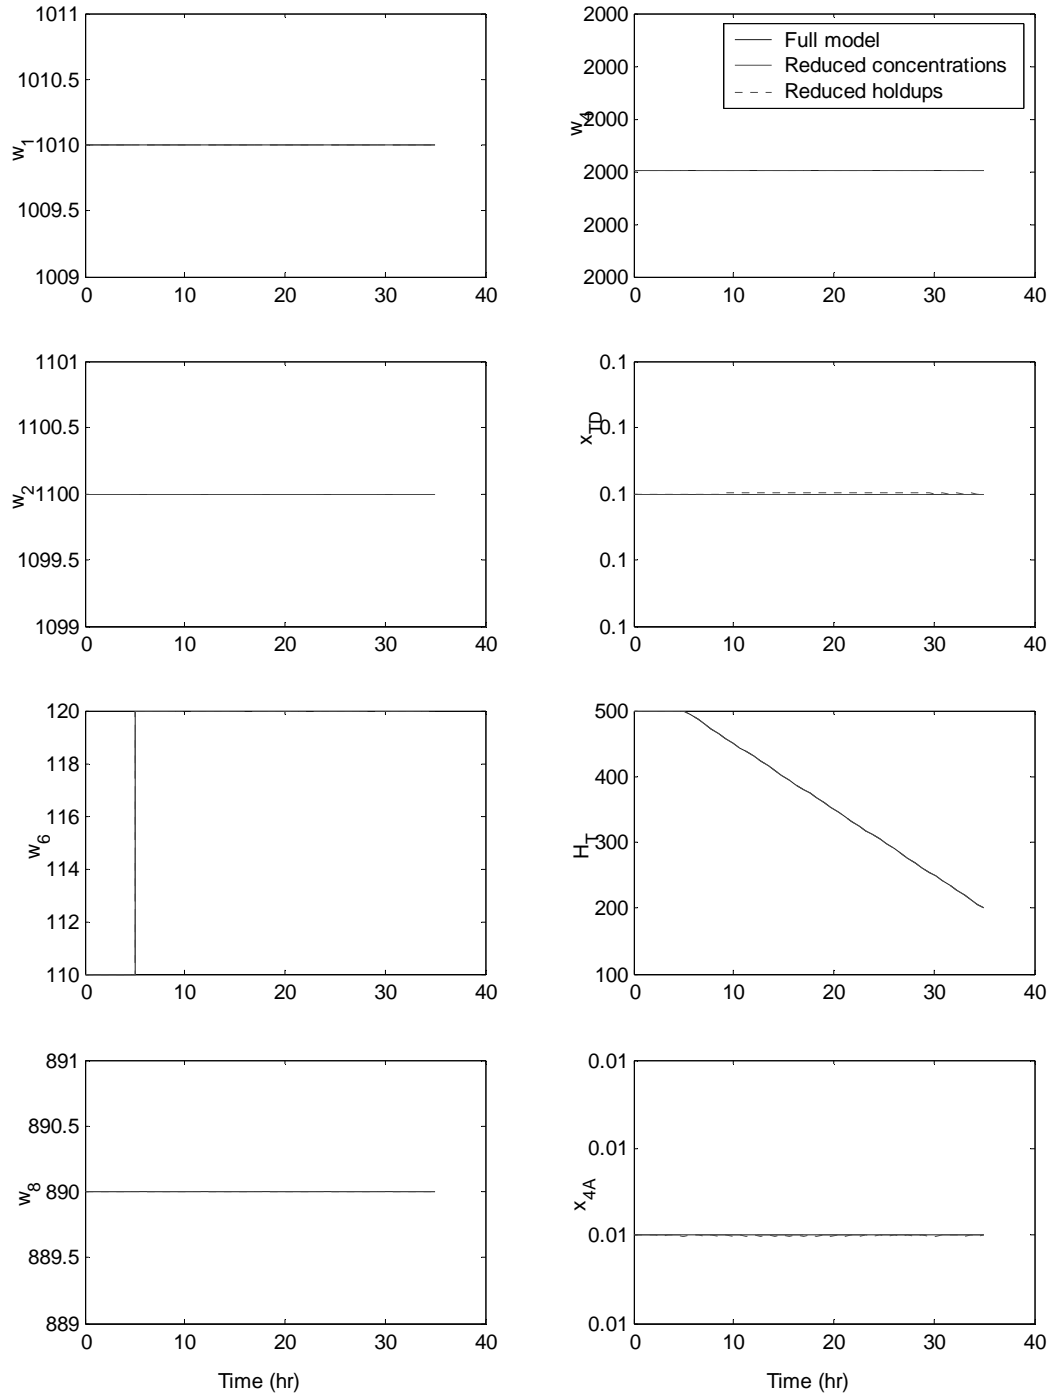 1011
1010.5
1010
1009.5
1009
w1
0 10 20 30 40
2000
2000
2000
2000
2000
2000
w4
0 10 20 30 40
Full model
Reduced concentrations
Reduced holdups
1101
1100.5
1100
1099.5
1099
w2
0 10 20 30 40
0.1
0.1
0.1
0.1
0.1
xTD
0 10 20 30 40
120
118
116
114
112
110
w6
0 10 20 30 40
500
400
300
200
100
HT
0 10 20 30 40
891
890.5
890
889.5
889
w8
0 10 20 30 40
Time (hr)
0.01
0.01
0.01
0.01
x4A
0 10 20 30 40
Time (hr)